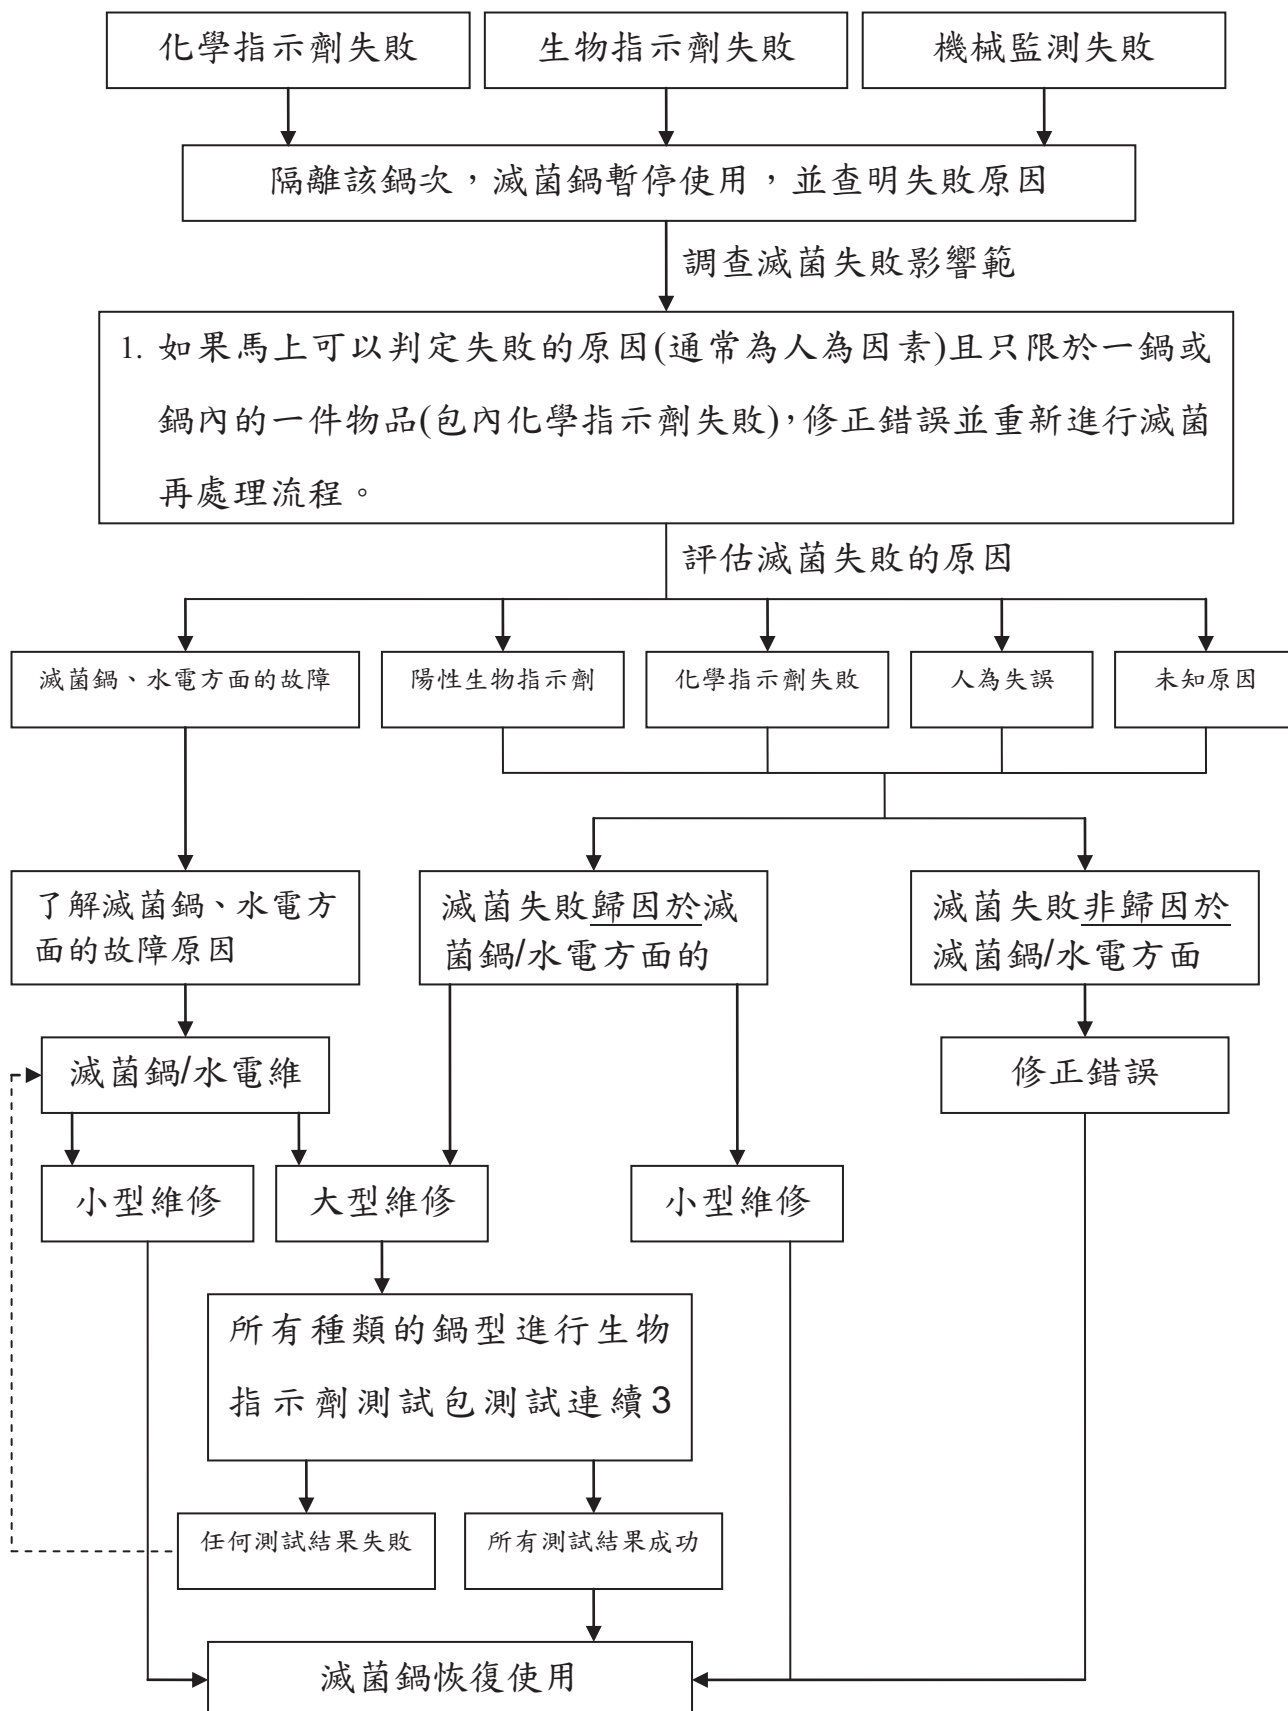 化學指示劑失敗
生物指示劑失敗
機械監測失敗
隔離該鍋次，滅菌鍋暫停使用，並查明失敗原因
調查滅菌失敗影響範
1. 如果馬上可以判定失敗的原因(通常為人為因素)且只限於一鍋或
鍋內的一件物品(包內化學指示劑失敗)，修正錯誤並重新進行滅菌
再處理流程。
評估滅菌失敗的原因
滅菌鍋、水電方面的故障
陽性生物指示劑
化學指示劑失敗
人為失誤
未知原因
了解滅菌鍋、水電方
面的故障原因
滅菌失敗歸因於滅
菌鍋/水電方面的
滅菌失敗非歸因於
滅菌鍋/水電方面
滅菌鍋/水電維
修正錯誤
小型維修
大型維修
小型維修
所有種類的鍋型進行生物
指示劑測試包測試連續3
任何測試結果失敗
所有測試結果成功
滅菌鍋恢復使用